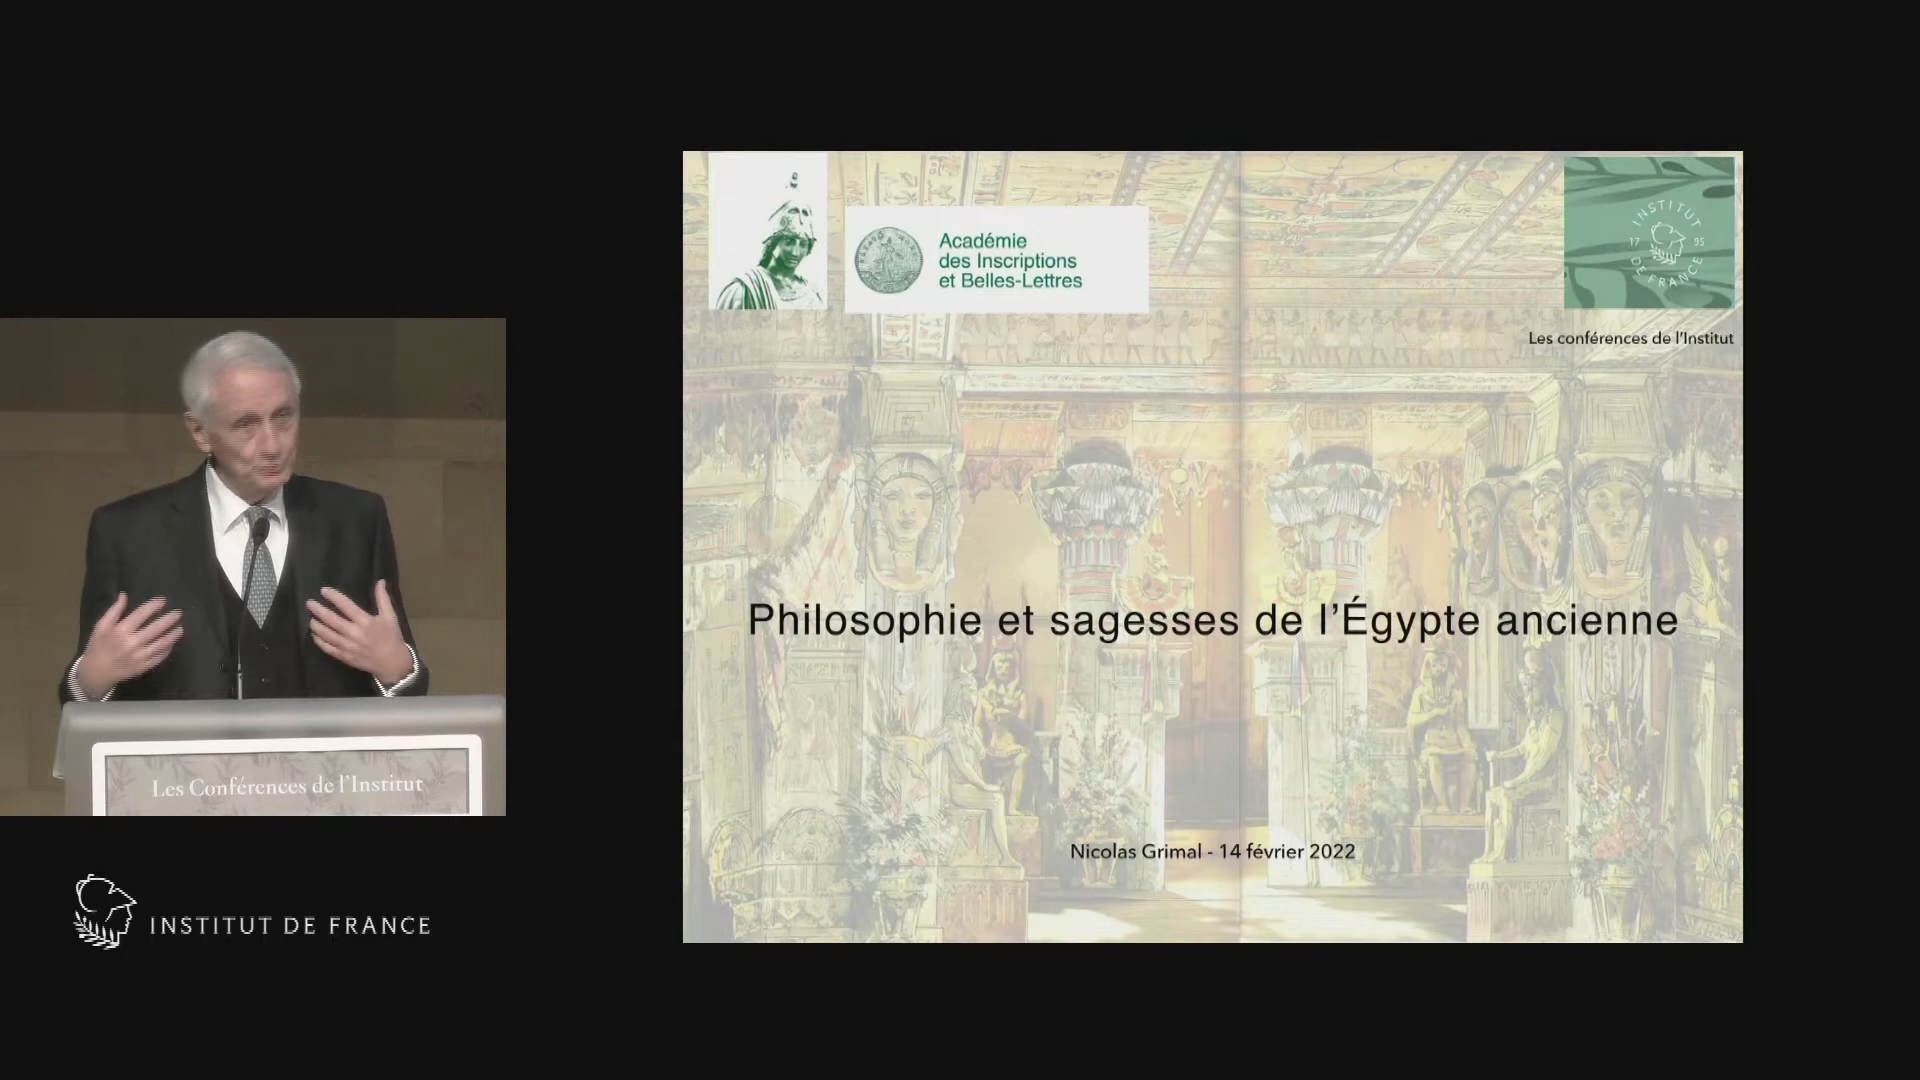 Académie
des Inscriptions
et Belles-Lettres
INSTITUT
17 95
DE FRANCE
Les conférences de l'Institut
Philosophie et sagesses de l'Égypte ancienne
Nicolas Grimal - 14 février 2022
Les Conférences de l'Institut
INSTITUT DE FRANCE